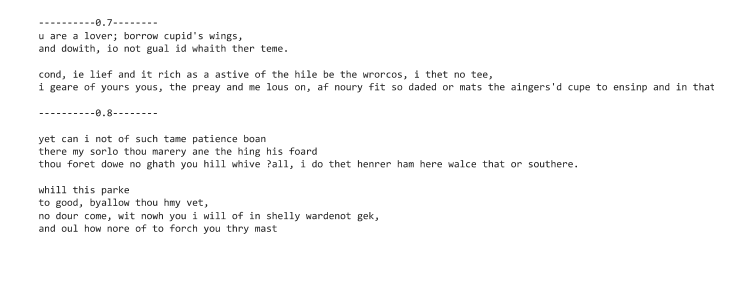 ----------0.7--------
u are a lover; borrow cupid's wings,
and dowith, io not gual id whaith ther teme.
cond, ie lief and it rich as a astive of the hile be the wrorcos, i thet no tee,
i geare of yours yous, the preay and me lous on, af noury fit so daded or mats the aingers'd cupe to ensinp and in that
----------0.8--------
yet can i not of such tame patience boan
there my sorlo thou marery ane the hing his foard
thou foret dowe no ghath you hill whive ?all, i do thet henrer ham here walce that or southere.
whill this parke
to good, byallow thou hmy vet,
no dour come, wit nowh you i will of in shelly wardenot gek,
and oul how nore of to forch you thry mast